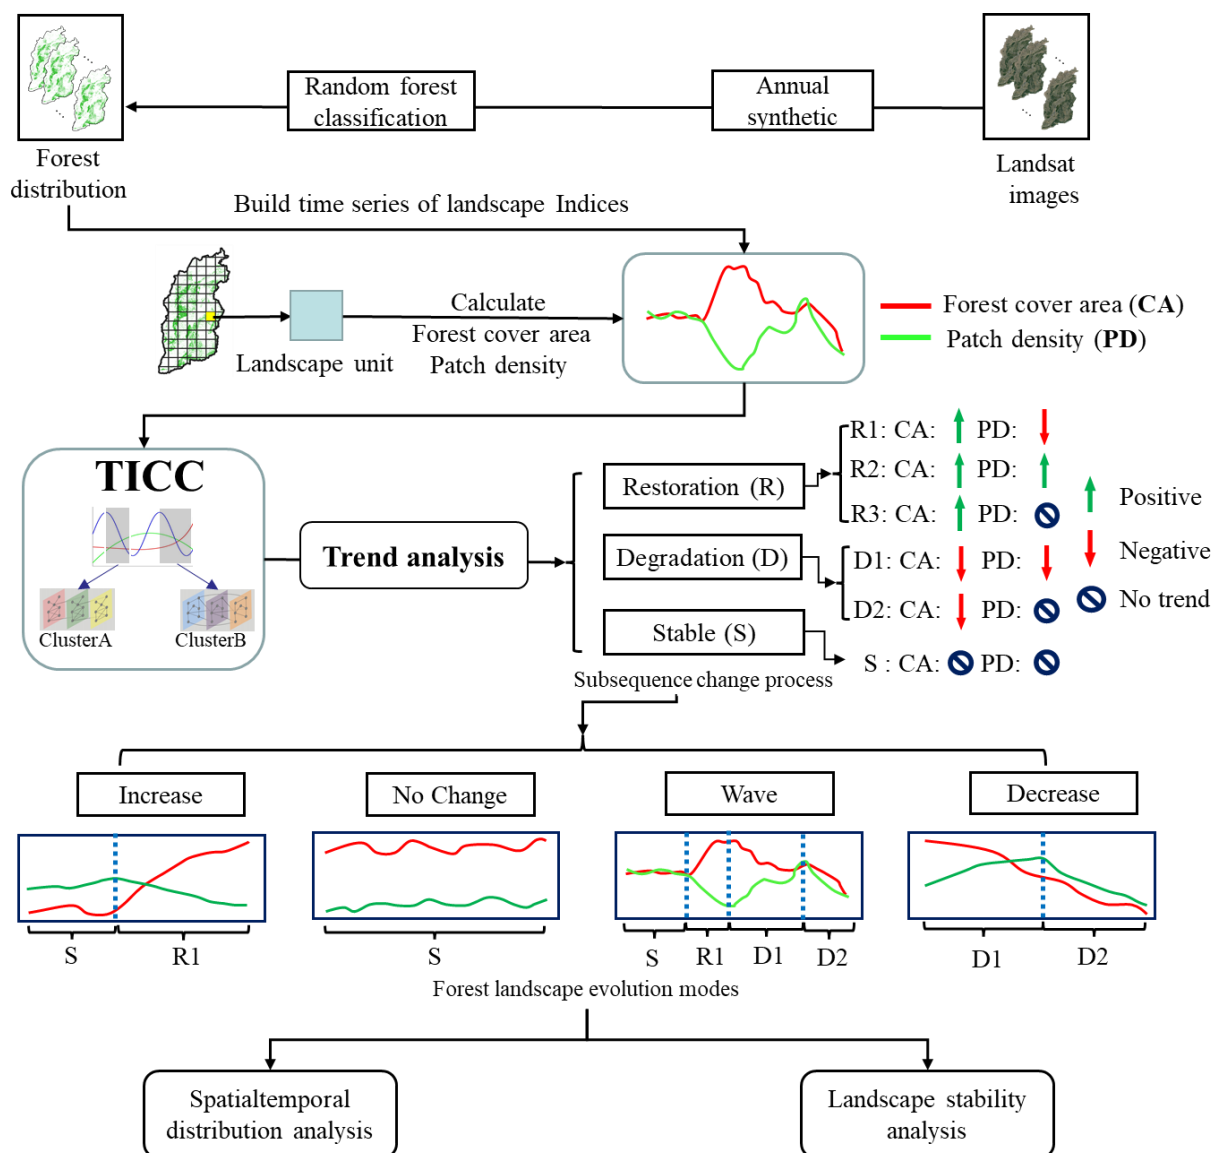 Random forest
classification
Annual
synthetic
Forest
distribution
Landsat
images
Build time series of landscape Indices
Calculate
Forest cover area
Patch density
Landscape unit
Forest cover area (CA)
Patch density (PD)
TICC
ClusterA
ClusterB
Trend analysis
Restoration (R)
Degradation (D)
Stable (S)
R1: CA: PD:
R2: CA: PD:
R3: CA: PD:
D1: CA: PD:
D2: CA: PD:
S : CA: PD:
Positive
Negative
No trend
Subsequence change process
Increase
No Change
Wave
Decrease
S R1
S
S R1 D1 D2
D1 D2
Forest landscape evolution modes
Spatialtemporal
distribution analysis
Landscape stability
analysis